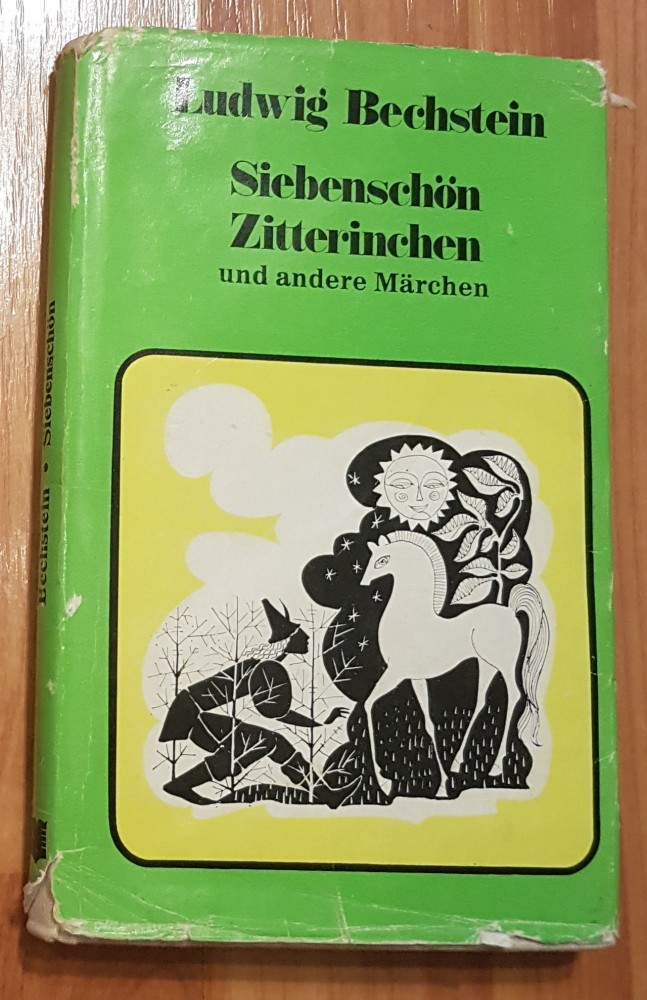 Ludwig Bechstein
Siebenschön
Zitterinchen
und andere Märchen
Bechstein • Siebenschön